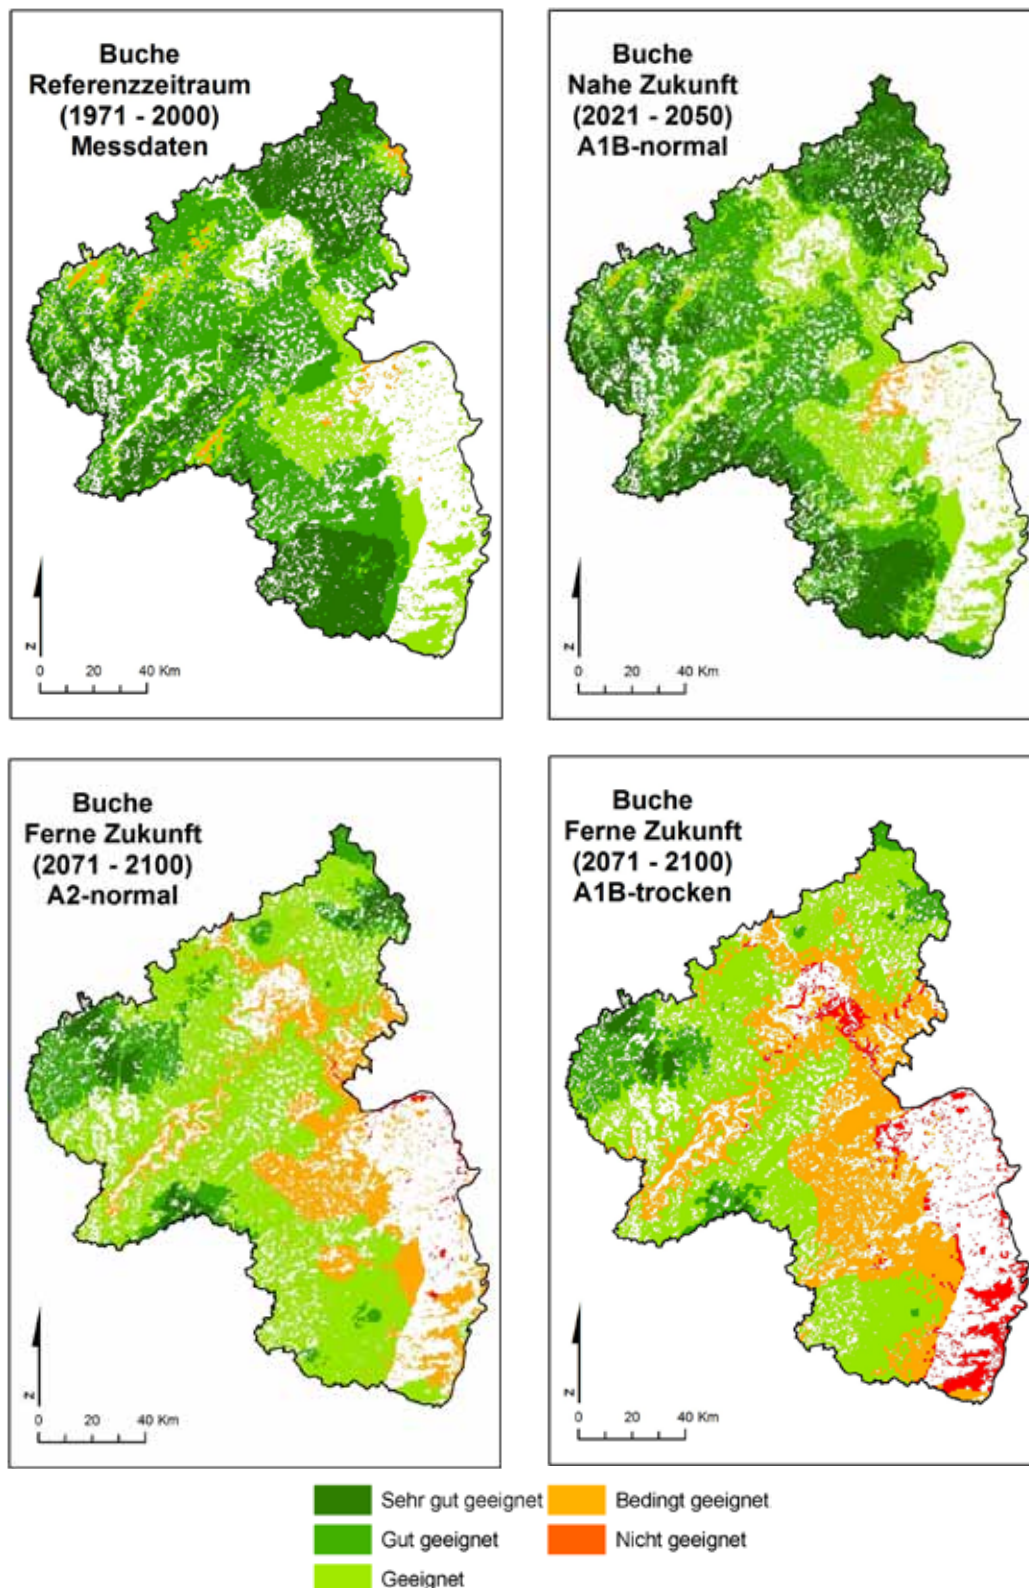 Buche
Referenzzeitraum
(1971 - 2000)
Messdaten
N
0 20 40 Km
Buche
Nahe Zukunft
(2021 - 2050)
A1B-normal
N
0 20 40 Km
Buche
Ferne Zukunft
(2071 - 2100)
A2-normal
N
0 20 40 Km
Buche
Ferne Zukunft
(2071 - 2100)
A1B-trocken
N
0 20 40 Km
Sehr gut geeignet
Gut geeignet
Geeignet
Bedingt geeignet
Nicht geeignet